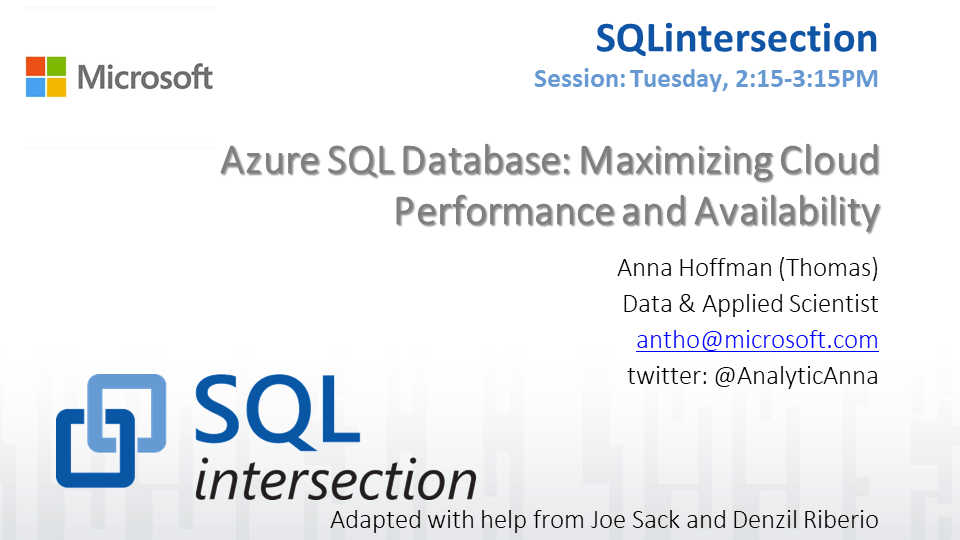 Microsoft
SQLintersection
Session: Tuesday, 2:15-3:15PM
Azure SQL Database: Maximizing Cloud
Performance and Availability
Anna Hoffman (Thomas)
Data & Applied Scientist
antho@microsoft.com
twitter: @AnalyticAnna
SQL
intersection
Adapted with help from Joe Sack and Denzil Riberio